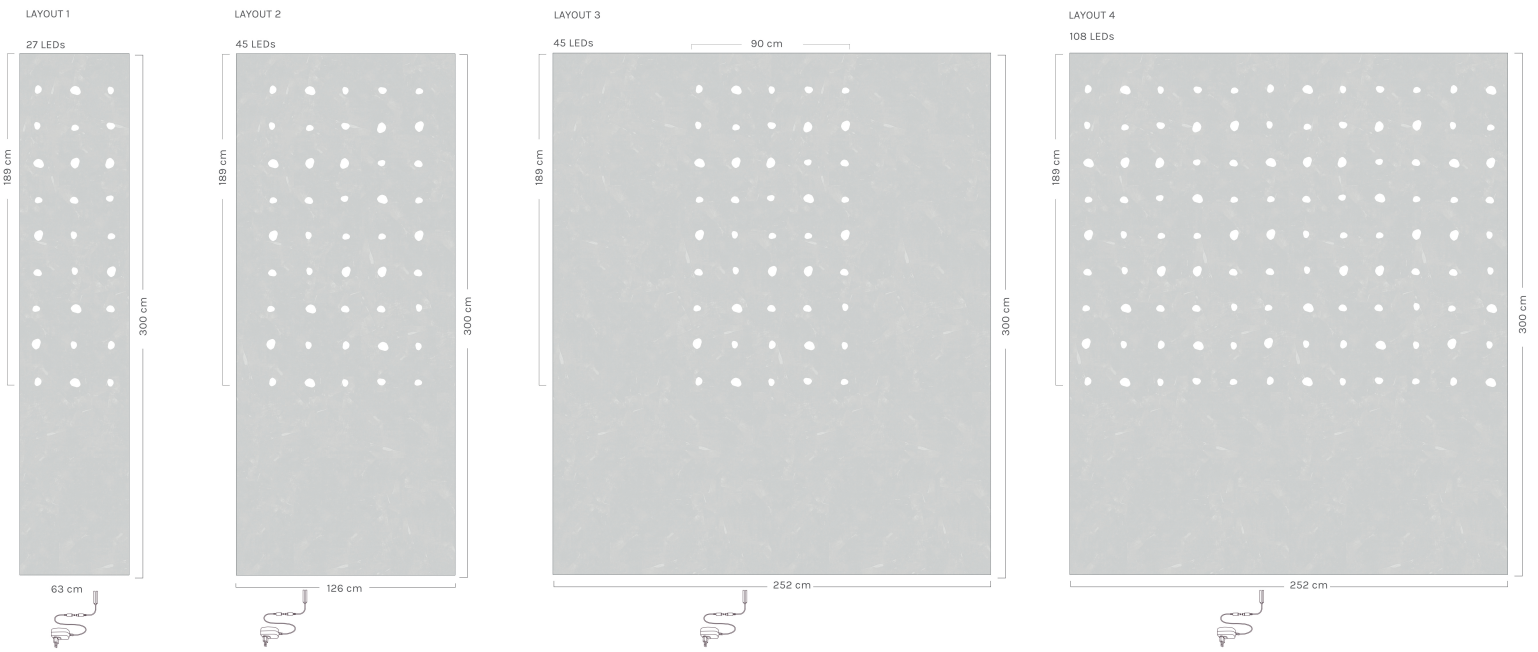 LAYOUT 1
27 LEDs
189 cm
300 cm
63 cm
LAYOUT 2
45 LEDs
189 cm
300 cm
126 cm
LAYOUT 3
45 LEDs
90 cm
189 cm
300 cm
252 cm
LAYOUT 4
108 LEDs
189 cm
300 cm
252 cm